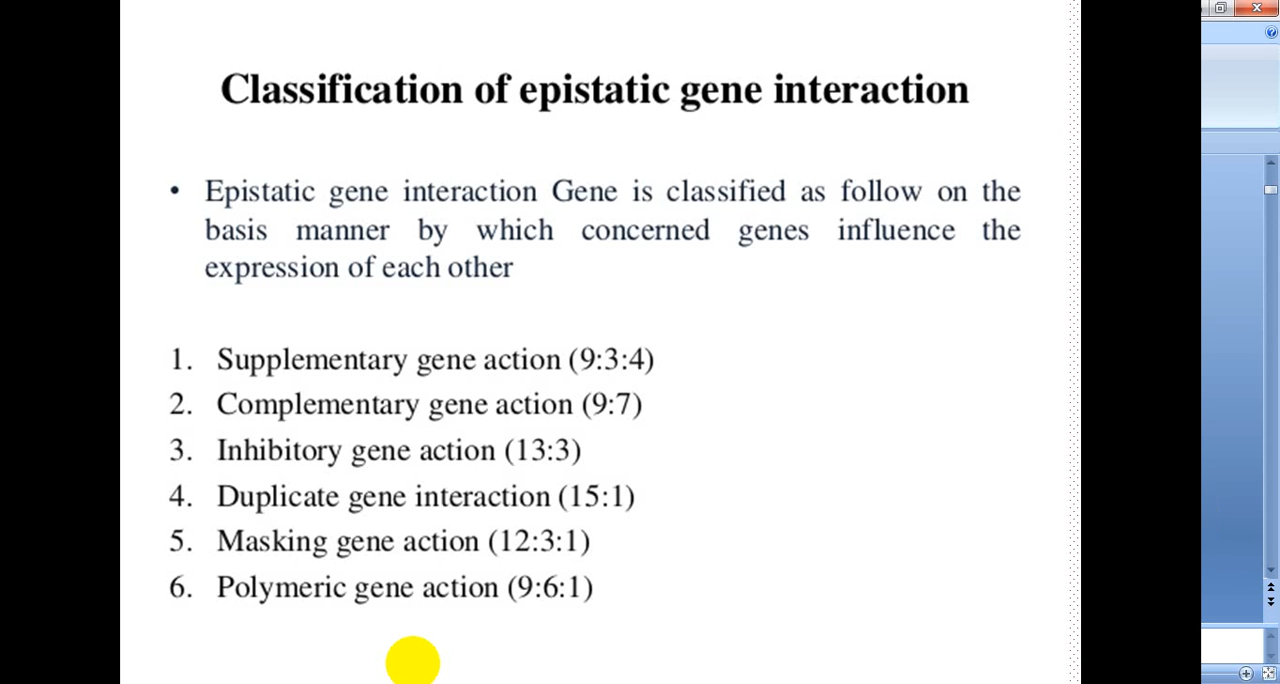 Classification of epistatic gene interaction
• Epistatic gene interaction Gene is classified as follow on the
basis manner by which concerned genes influence the
expression of each other
1. Supplementary gene action (9:3:4)
2. Complementary gene action (9:7)
3. Inhibitory gene action (13:3)
4. Duplicate gene interaction (15:1)
5. Masking gene action (12:3:1)
6. Polymeric gene action (9:6:1)